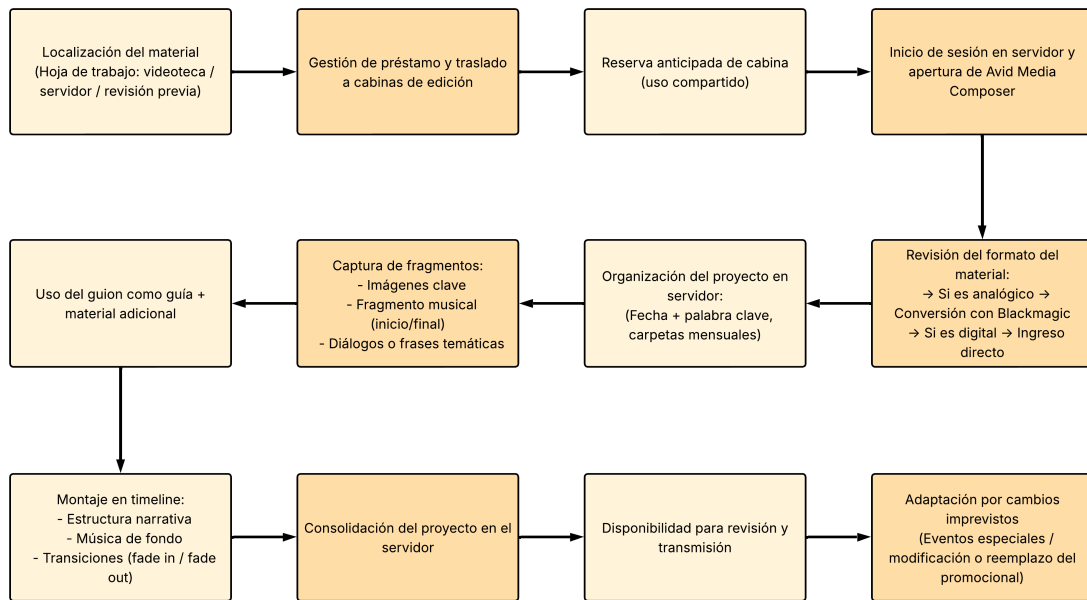 Localización del material
(Hoja de trabajo: videoteca /
servidor / revisión previa)
Gestión de préstamo y traslado
a cabinas de edición
Reserva anticipada de cabina
(uso compartido)
Inicio de sesión en servidor y
apertura de Avid Media
Composer
Revisión del formato del
material:
→ Si es analógico →
Conversión con Blackmagic
→ Si es digital → Ingreso
directo
Organización del proyecto en
servidor:
(Fecha + palabra clave,
carpetas mensuales)
Captura de fragmentos:
- Imágenes clave
- Fragmento musical
(inicio/final)
- Diálogos o frases temáticas
Uso del guion como guía +
material adicional
Montaje en timeline:
- Estructura narrativa
- Música de fondo
- Transiciones (fade in / fade
out)
Consolidación del proyecto en el
servidor
Disponibilidad para revisión y
transmisión
Adaptación por cambios
imprevistos
(Eventos especiales /
modificación o reemplazo del
promocional)